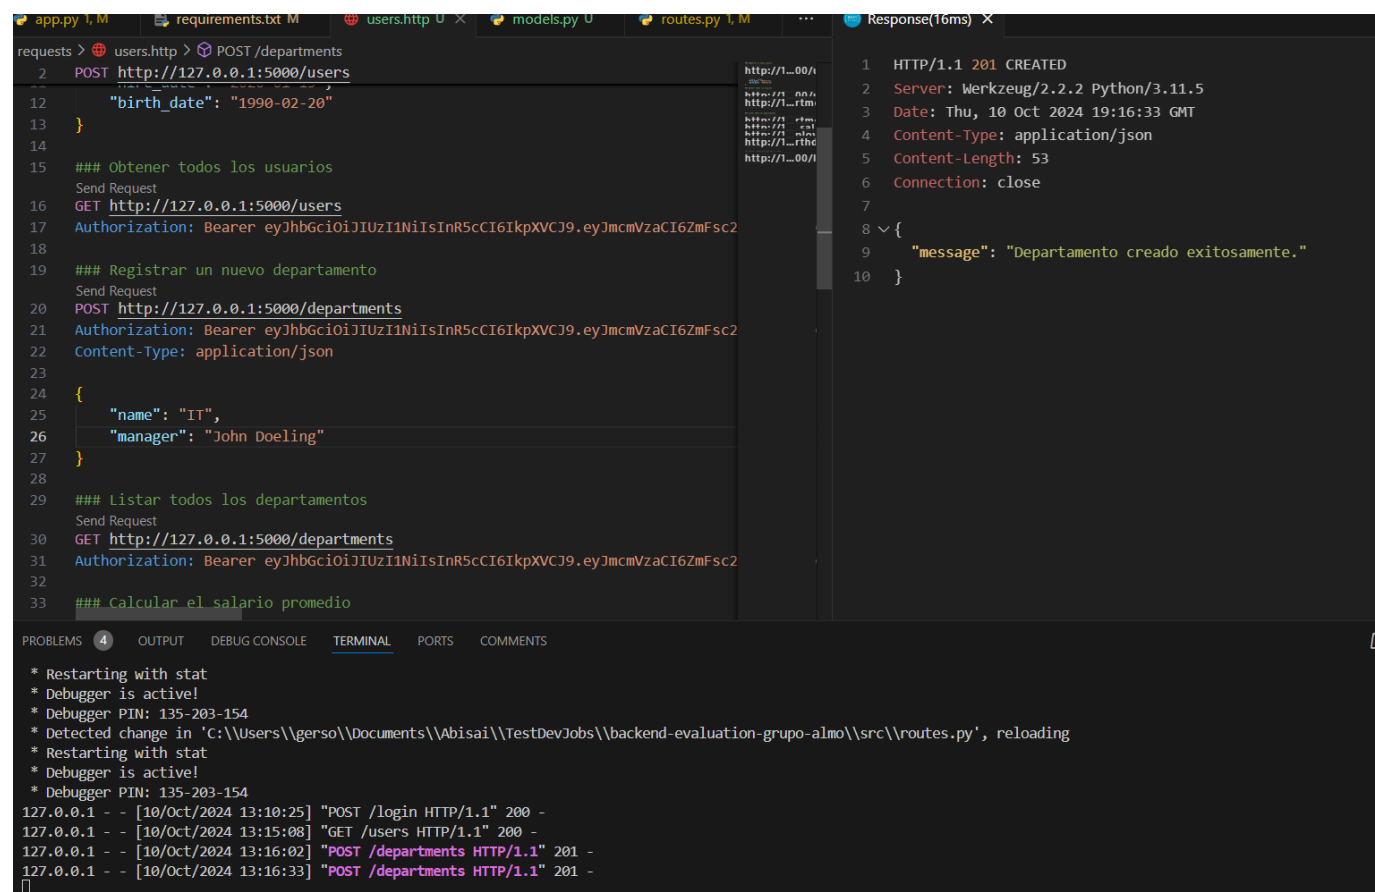 app.py 1, M
requirements.txt M
users.http U
models.py U
routes.py 1, M
Response(16ms)
requests > users.http > POST /departments
2 POST http://127.0.0.1:5000/users
12 "birth_date": "1990-02-20"
13 }
14
15 ### Obtener todos los usuarios
Send Request
16 GET http://127.0.0.1:5000/users
17 Authorization: Bearer eyJhbGciOiJIUzI1NiIsInR5cCI6IkpXVCJ9.eyJmcmVzaCI6ZmFsc2
18
19 ### Registrar un nuevo departamento
Send Request
20 POST http://127.0.0.1:5000/departments
21 Authorization: Bearer eyJhbGciOiJIUzI1NiIsInR5cCI6IkpXVCJ9.eyJmcmVzaCI6ZmFsc2
22 Content-Type: application/json
23
24 {
25 "name": "IT",
26 "manager": "John Doeling"
27 }
28
29 ### Listar todos los departamentos
Send Request
30 GET http://127.0.0.1:5000/departments
31 Authorization: Bearer eyJhbGciOiJIUzI1NiIsInR5cCI6IkpXVCJ9.eyJmcmVzaCI6ZmFsc2
32
33 ### Calcular el salario promedio
1 HTTP/1.1 201 CREATED
2 Server: Werkzeug/2.2.2 Python/3.11.5
3 Date: Thu, 10 Oct 2024 19:16:33 GMT
4 Content-Type: application/json
5 Content-Length: 53
6 Connection: close
7
8 {
9 "message": "Departamento creado exitosamente."
10 }
PROBLEMS 4 OUTPUT DEBUG CONSOLE TERMINAL PORTS COMMENTS
* Restarting with stat
* Debugger is active!
* Debugger PIN: 135-203-154
* Detected change in 'C:\\Users\\gerso\\Documents\\Abisai\\TestDevJobs\\backend-evaluation-grupo-almo\\src\\routes.py', reloading
* Restarting with stat
* Debugger is active!
* Debugger PIN: 135-203-154
127.0.0.1 - - [10/Oct/2024 13:10:25] "POST /login HTTP/1.1" 200 -
127.0.0.1 - - [10/Oct/2024 13:15:08] "GET /users HTTP/1.1" 200 -
127.0.0.1 - - [10/Oct/2024 13:16:02] "POST /departments HTTP/1.1" 201 -
127.0.0.1 - - [10/Oct/2024 13:16:33] "POST /departments HTTP/1.1" 201 -